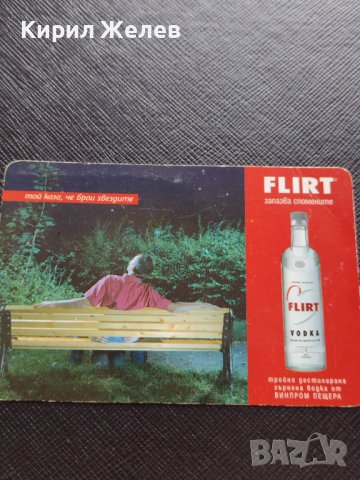 Кирил Желев
той каза, че брои звездите
FLIRT
запазва спомените
FLIRT
VODKA
тройно дестилирана
зърнена водка от
ВИНПРОМ ПЕЩЕРА
BAZAR